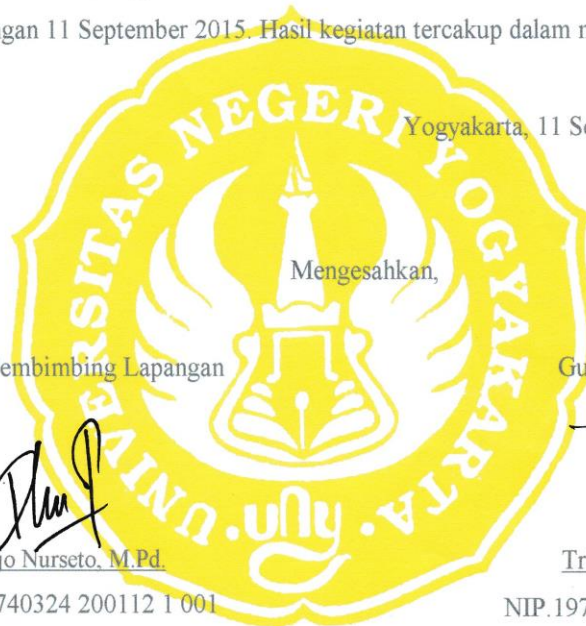 ngan 11 September 2015. Hasil kegiatan tercakup dalam n
Yogyakarta, 11 Se
UNIVERSITAS NEGERI YOGYAKARTA
Mengesahkan,
embimbing Lapangan Gu
uny
jo Nurseto, M.Pd. Tr
740324 200112 1 001 NIP.197